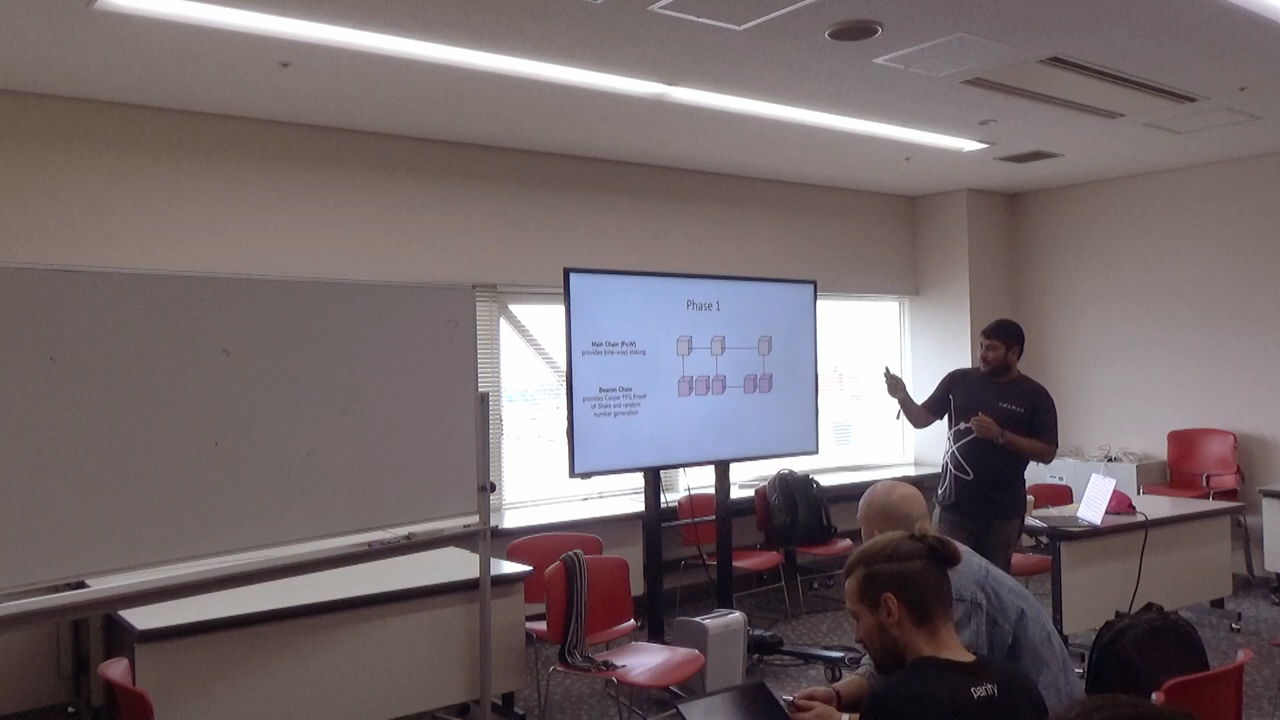 Phase 1
Main Chain (PoW)
provides (one-way) staking
Beacon Chain
provides Casper FFG Proof-
of-Stake and random
number generation
COSMOS
parity